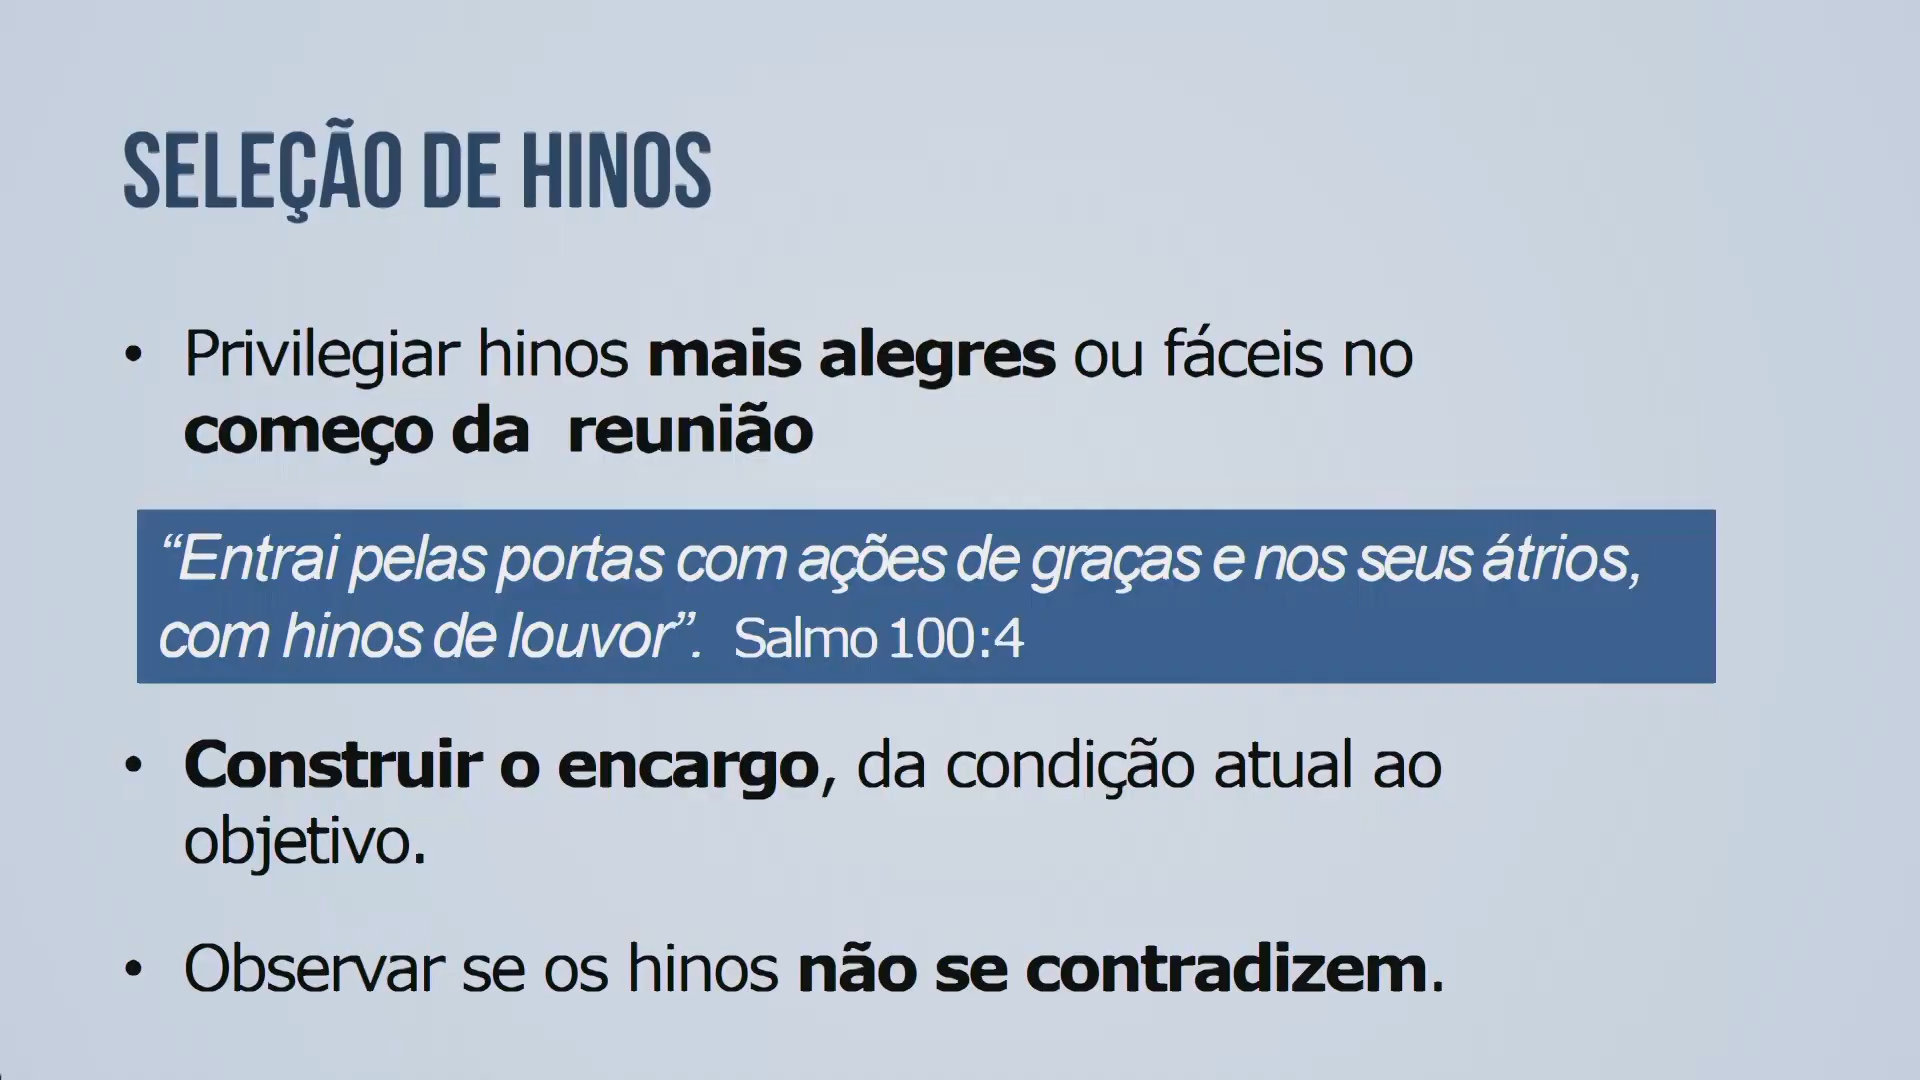 SELEÇÃO DE HINOS
• Privilegiar hinos mais alegres ou fáceis no
começo da reunião
“Entrai pelas portas com ações de graças e nos seus átrios,
com hinos de louvor”. Salmo 100:4
• Construir o encargo, da condição atual ao
objetivo.
• Observar se os hinos não se contradizem.